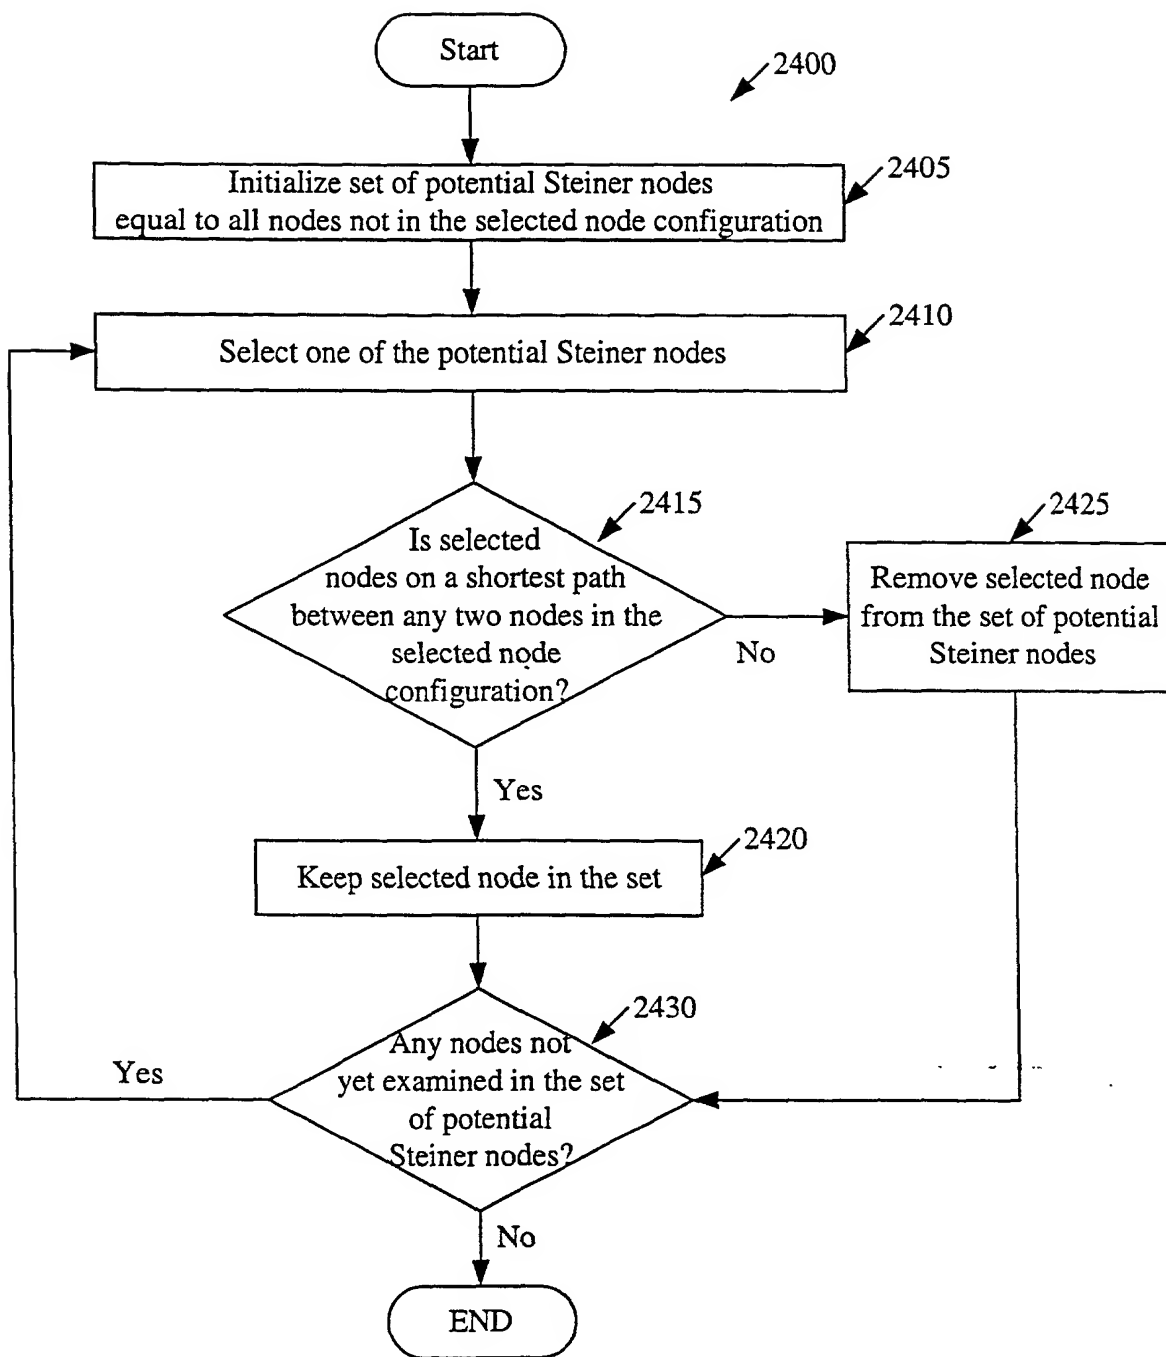 Start
2400
Initialize set of potential Steiner nodes
equal to all nodes not in the selected node configuration
2405
Select one of the potential Steiner nodes
2410
Is selected
nodes on a shortest path
between any two nodes in the
selected node
configuration?
2415
No
Remove selected node
from the set of potential
Steiner nodes
2425
Yes
Keep selected node in the set
2420
Any nodes not
yet examined in the set
of potential
Steiner nodes?
2430
Yes
No
END